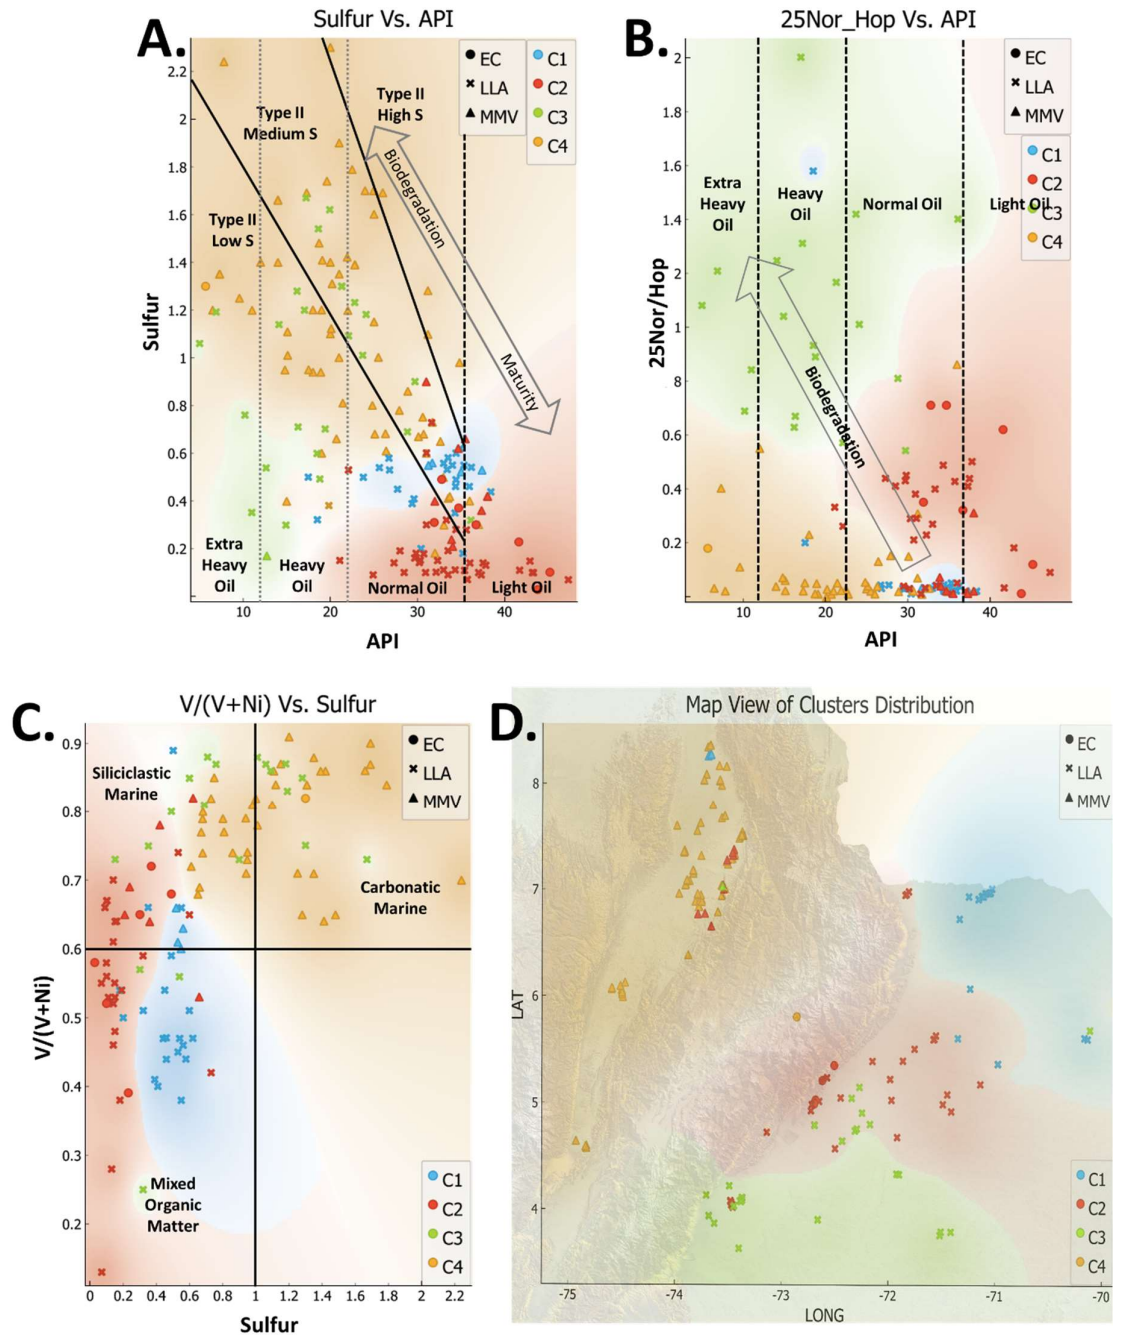 A.
Sulfur Vs. API
EC
LLA
MMV
C1
C2
C3
C4
Type II
Medium S
Type II
High S
Type II
Low S
Biodegradation
Maturity
Extra
Heavy
Oil
Heavy
Oil
Normal Oil
Light Oil
Sulfur
2.2
2
1.8
1.6
1.4
1.2
1
0.8
0.6
0.4
0.2
10
20
30
40
API
B.
25Nor_Hop Vs. API
EC
LLA
MMV
C1
C2
C3
C4
Extra
Heavy
Oil
Heavy
Oil
Normal Oil
Light Oil
Biodegradation
25Nor/Hop
2
1.8
1.6
1.4
2
1
8
0.6
0.2
10
20
30
40
API
C.
V/(V+Ni) Vs. Sulfur
EC
LLA
MMV
Siliciclastic
Marine
Carbonatic
Marine
Mixed
Organic
Matter
C1
C2
C3
C4
V/(V+Ni)
0.9
0.8
0.7
0.6
0.5
0.4
0.3
0.2
0
0.2
0.4
0.6
0.8
1
1.2
1.4
1.6
1.8
2
2.2
Sulfur
D.
Map View of Clusters Distribution
EC
LLA
MMV
C1
C2
C3
C4
LAT
8
7
6
5
4
-75
-74
-73
-72
-71
-70
LONG